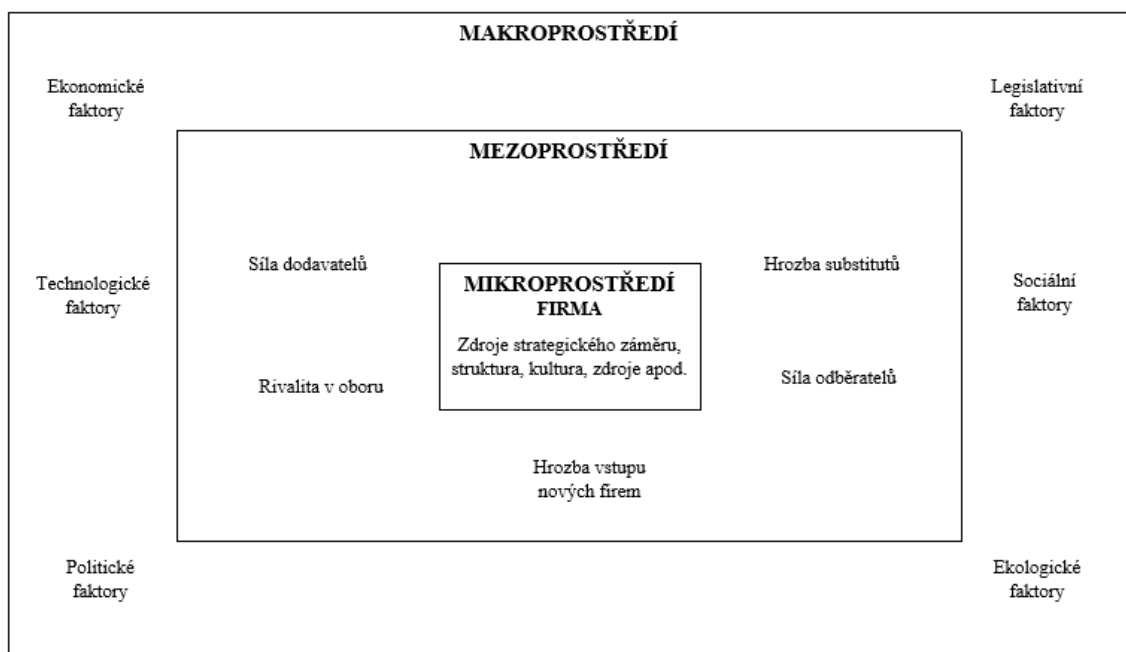 MAKROPROSTŘEDÍ
Ekonomické
faktory
Legislativní
faktory
MEZOPROSTŘEDÍ
Síla dodavatelů
Hrozba substitutů
Technologické
faktory
MIKROPROSTŘEDÍ
FIRMA
Zdroje strategického záměru,
struktura, kultura, zdroje apod.
Sociální
faktory
Rivalita v oboru
Síla odběratelů
Hrozba vstupu
nových firem
Politické
faktory
Ekologické
faktory